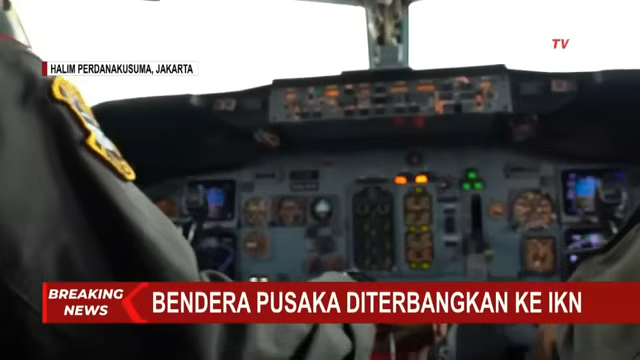 TV
HALIM PERDANAKUSUMA, JAKARTA
BREAKING NEWS
BENDERA PUSAKA DITERBANGKAN KE IKN